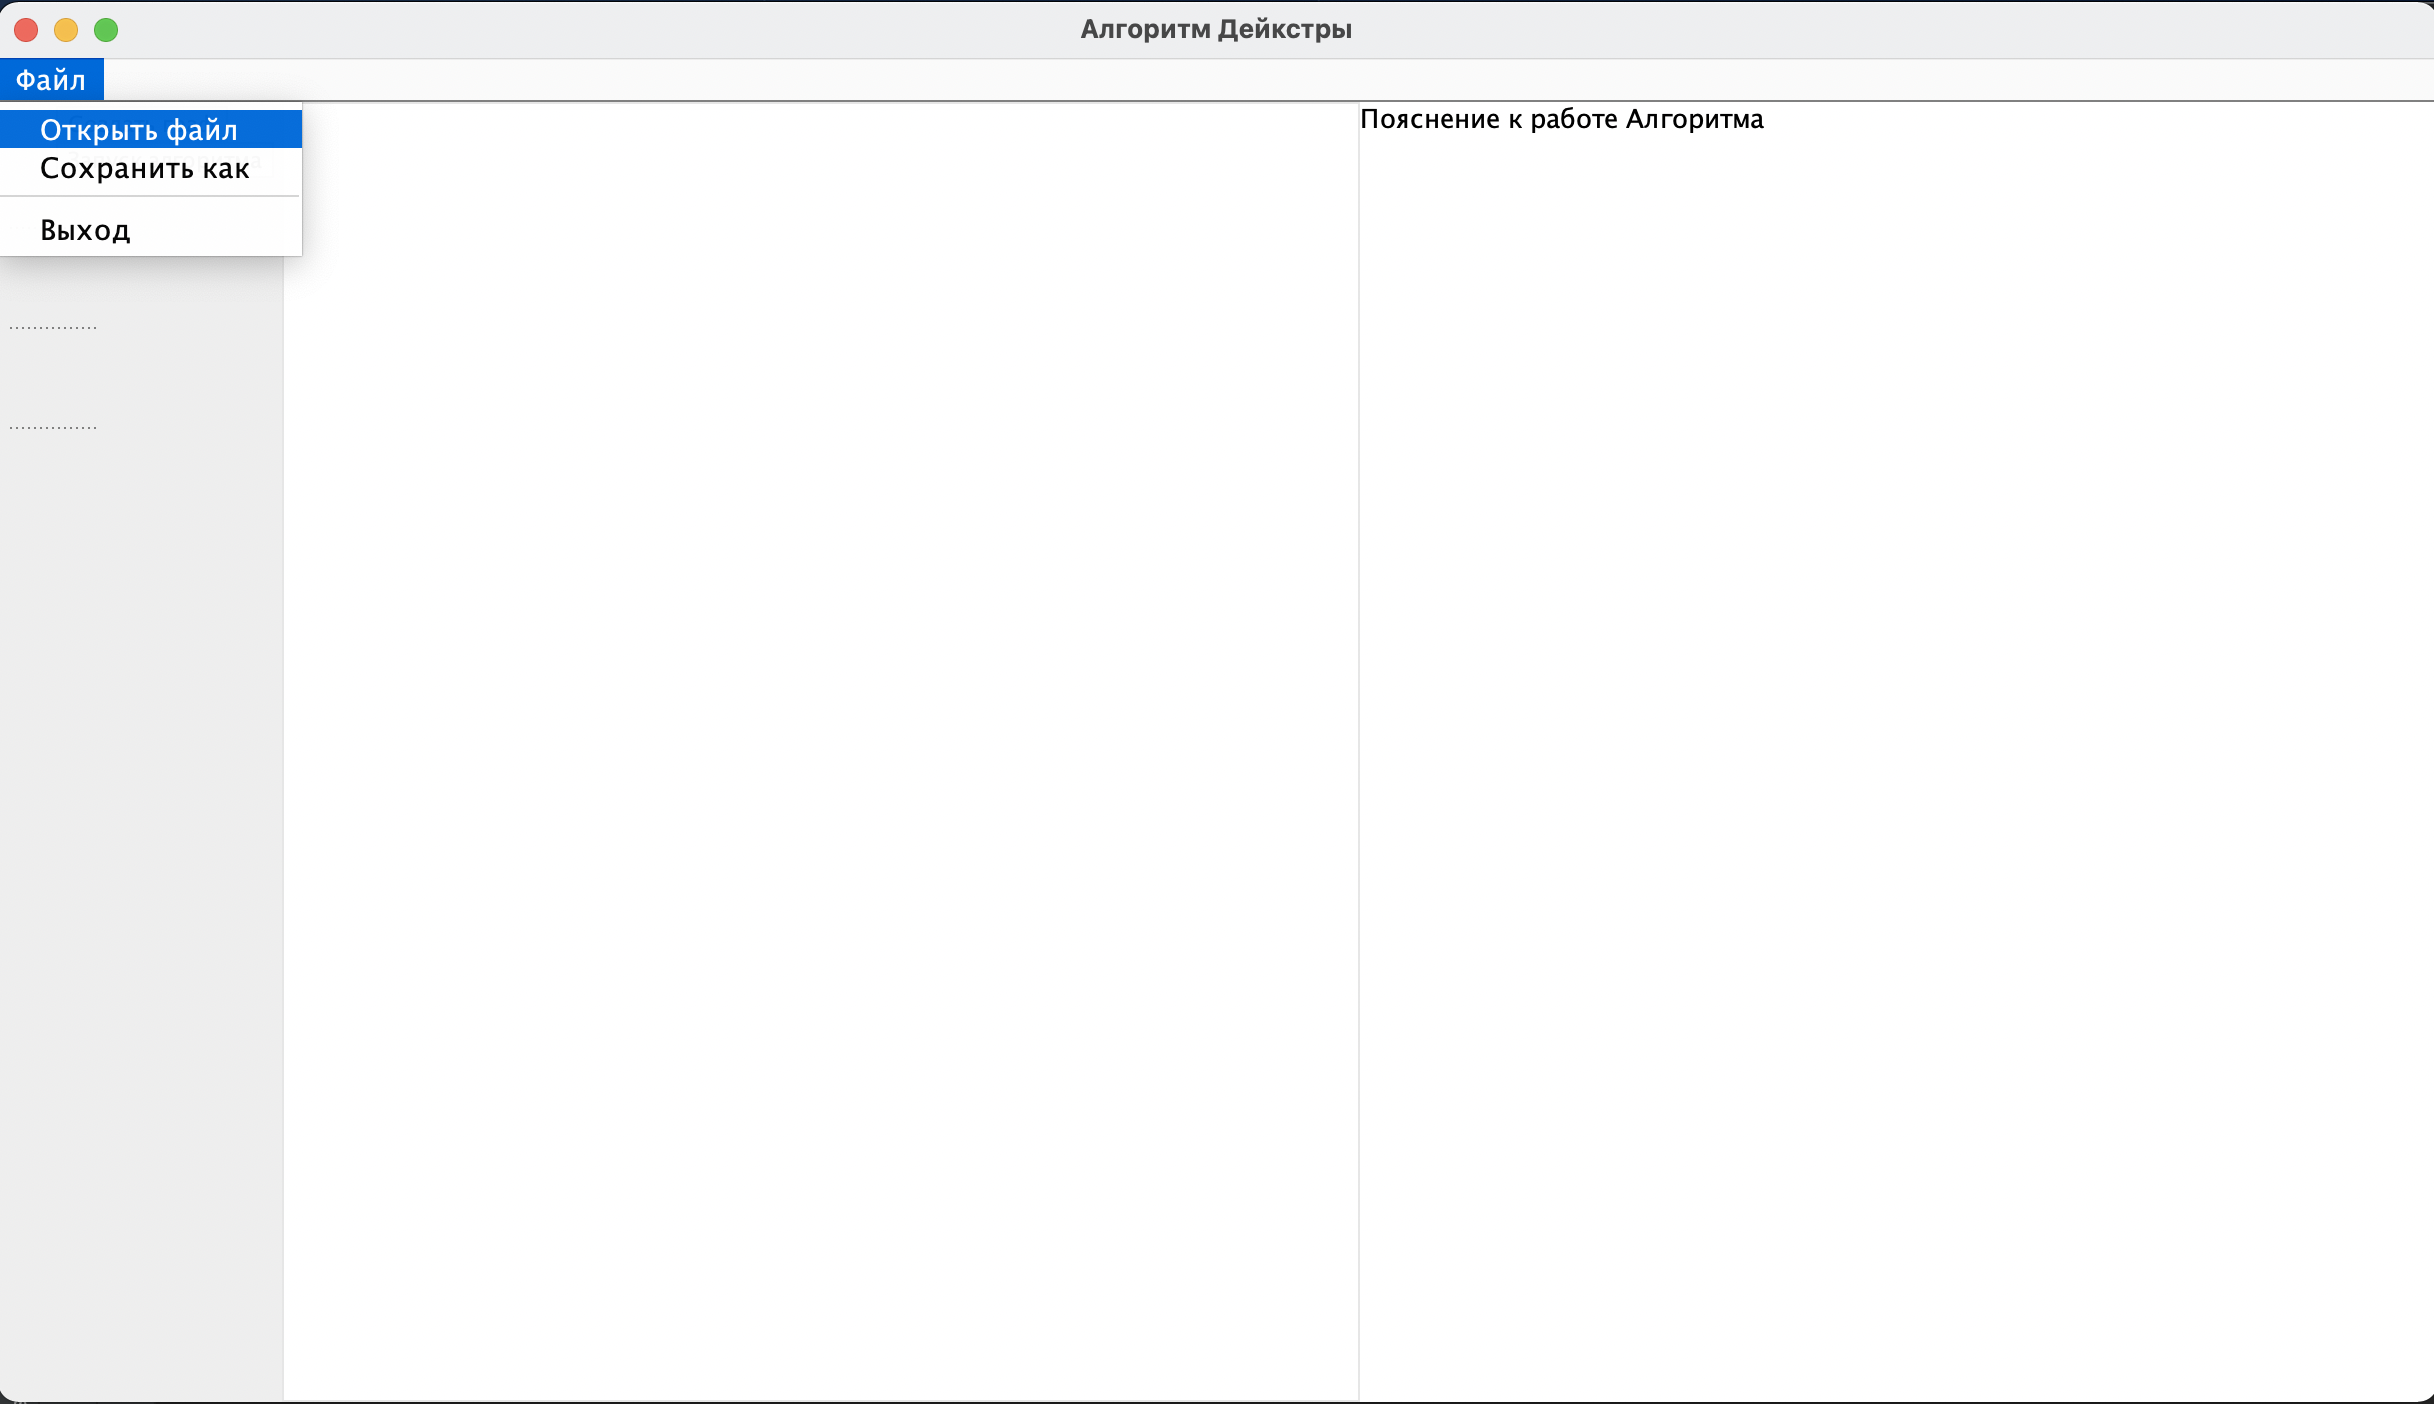 Алгоритм Дейкстры
Файл
Открыть файл
Сохранить как
Выход
Пояснение к работе Алгоритма